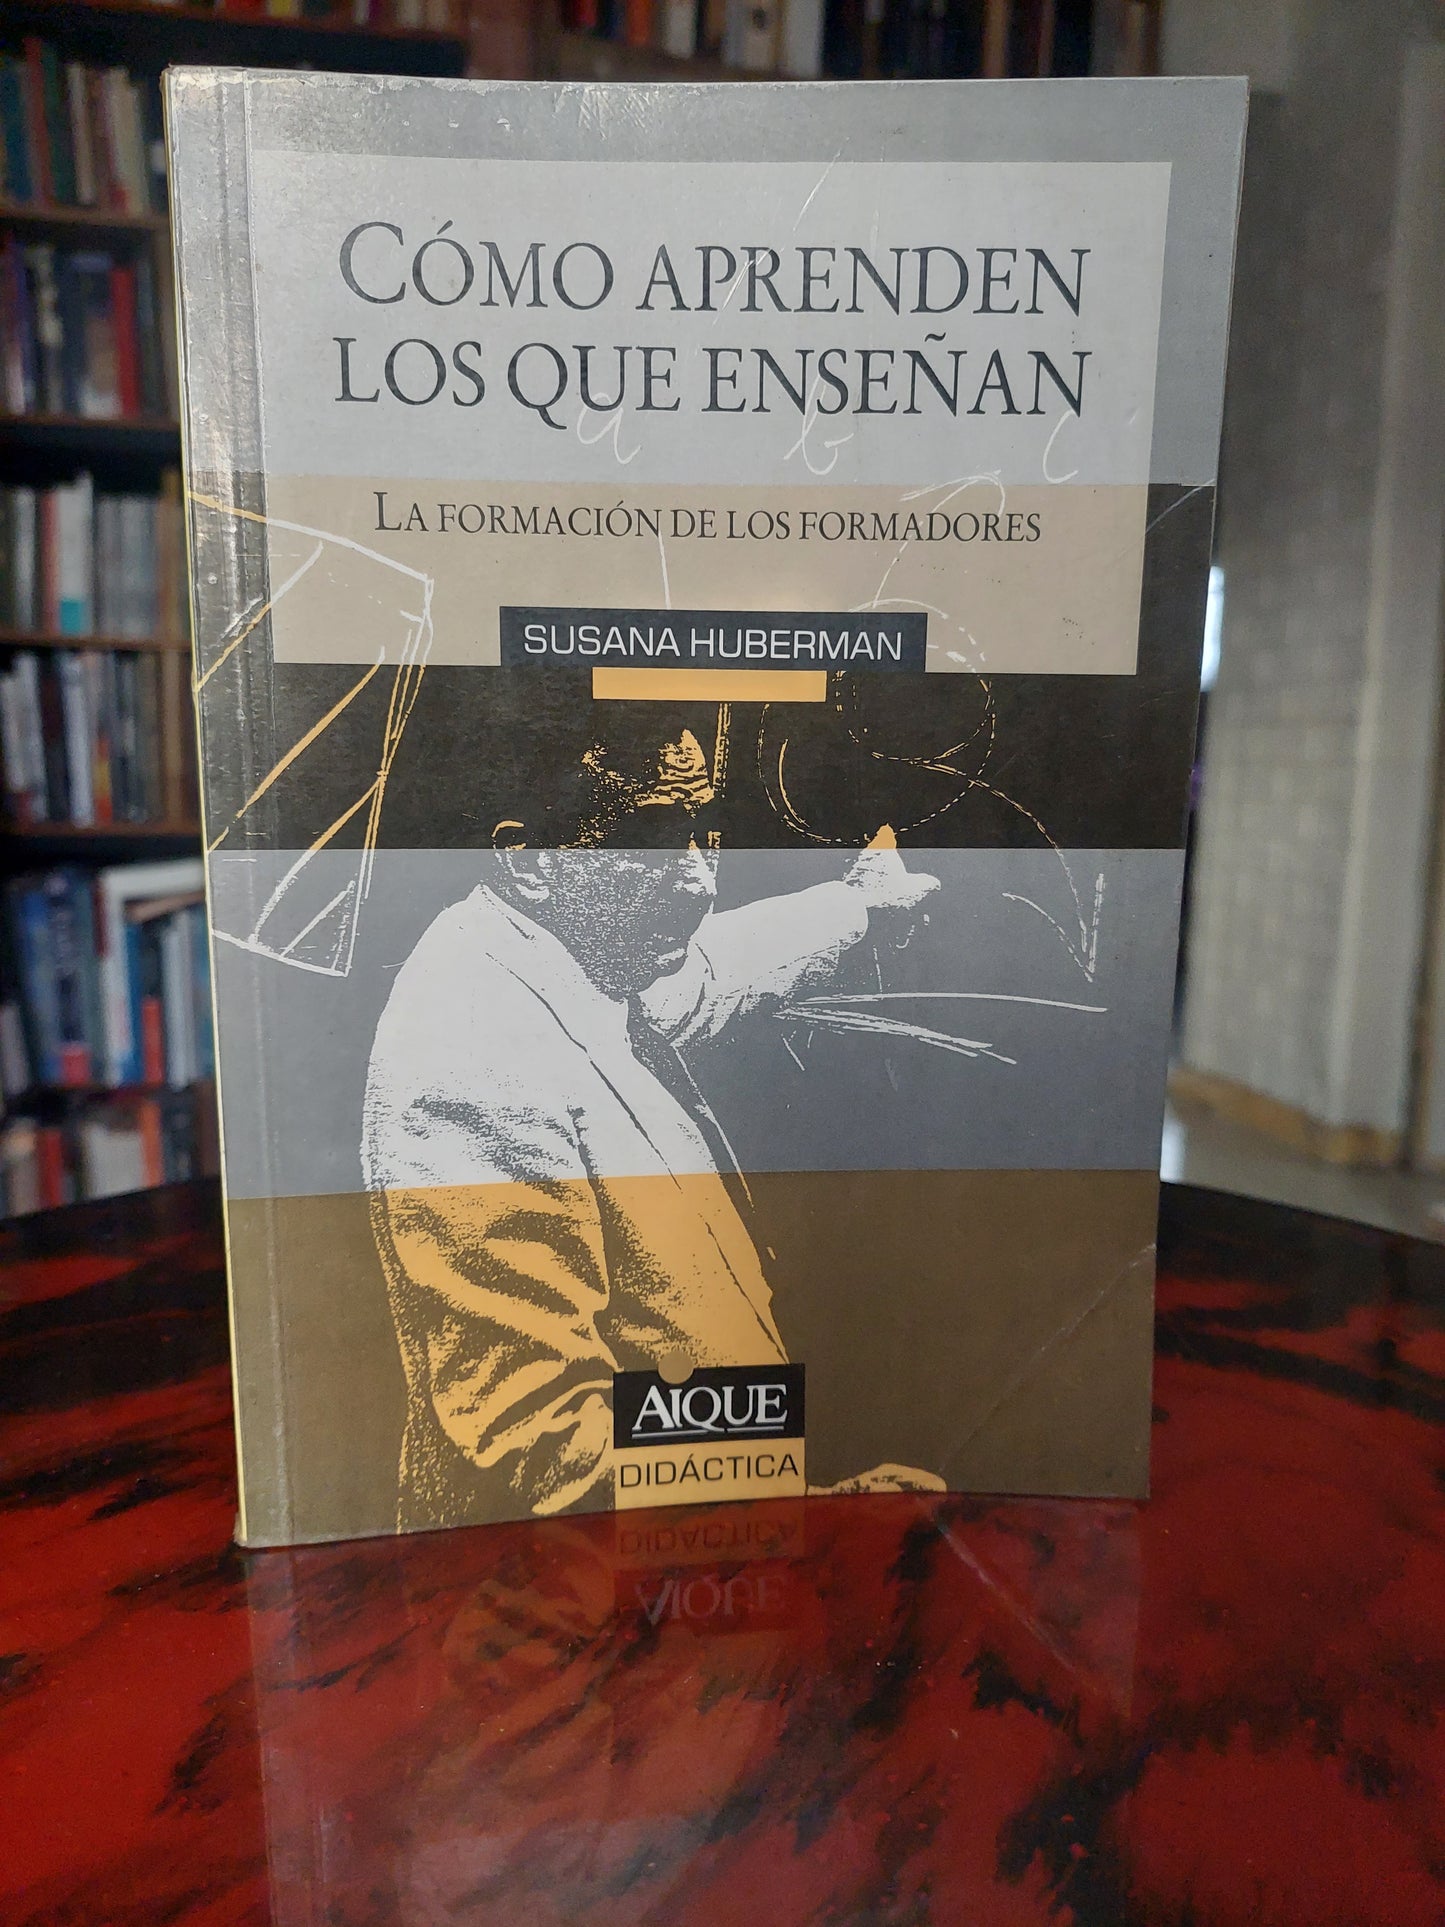 CÓMO APRENDEN
LOS QUE ENSEÑAN
a b c
LA FORMACIÓN DE LOS FORMADORES
SUSANA HUBERMAN
AIQUE
DIDÁCTICA